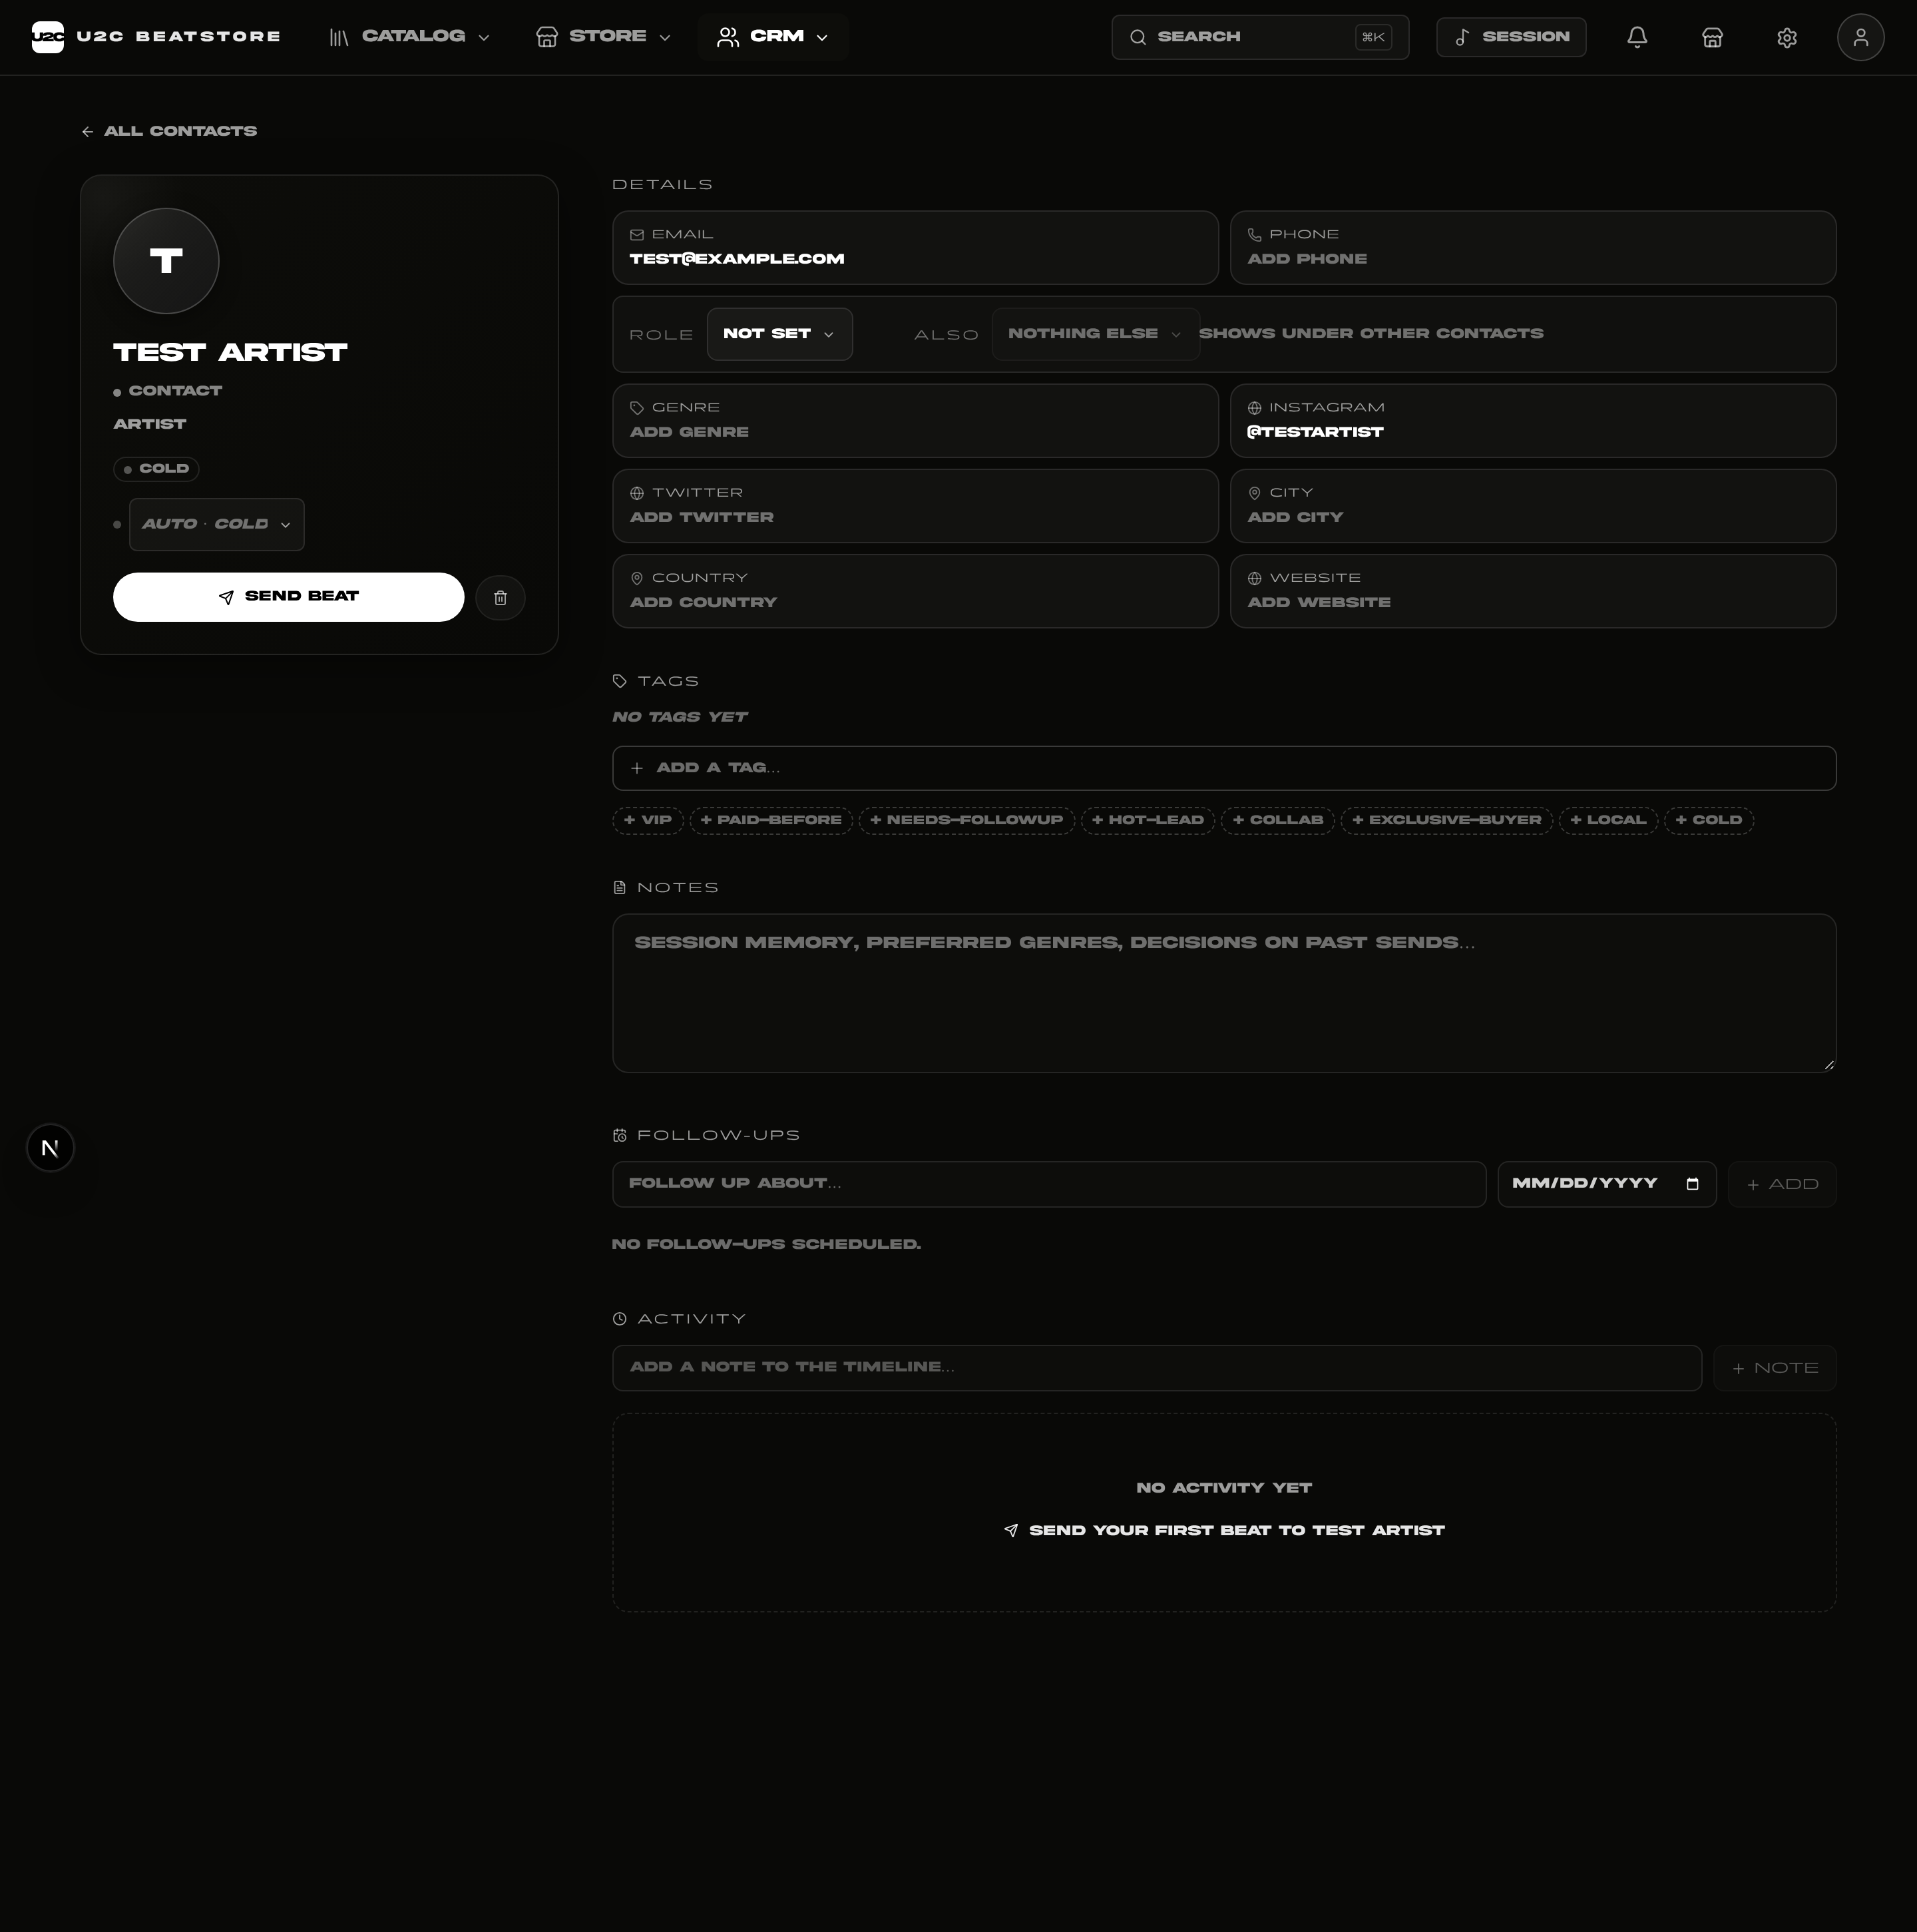 U2C U2C BEATSTORE CATALOG STORE CRM SEARCH ⌘K SESSION
ALL CONTACTS
T
TEST ARTIST
CONTACT
ARTIST
COLD
AUTO · COLD
SEND BEAT
DETAILS
EMAIL
TEST@EXAMPLE.COM
PHONE
ADD PHONE
ROLE NOT SET ALSO NOTHING ELSE SHOWS UNDER OTHER CONTACTS
GENRE
ADD GENRE
INSTAGRAM
@TESTARTIST
TWITTER
ADD TWITTER
CITY
ADD CITY
COUNTRY
ADD COUNTRY
WEBSITE
ADD WEBSITE
TAGS
NO TAGS YET
ADD A TAG...
+ VIP + PAID-BEFORE + NEEDS-FOLLOWUP + HOT-LEAD + COLLAB + EXCLUSIVE-BUYER + LOCAL + COLD
NOTES
SESSION MEMORY, PREFERRED GENRES, DECISIONS ON PAST SENDS...
FOLLOW-UPS
FOLLOW UP ABOUT... MM/DD/YYYY + ADD
NO FOLLOW-UPS SCHEDULED.
ACTIVITY
ADD A NOTE TO THE TIMELINE... + NOTE
NO ACTIVITY YET
SEND YOUR FIRST BEAT TO TEST ARTIST
N